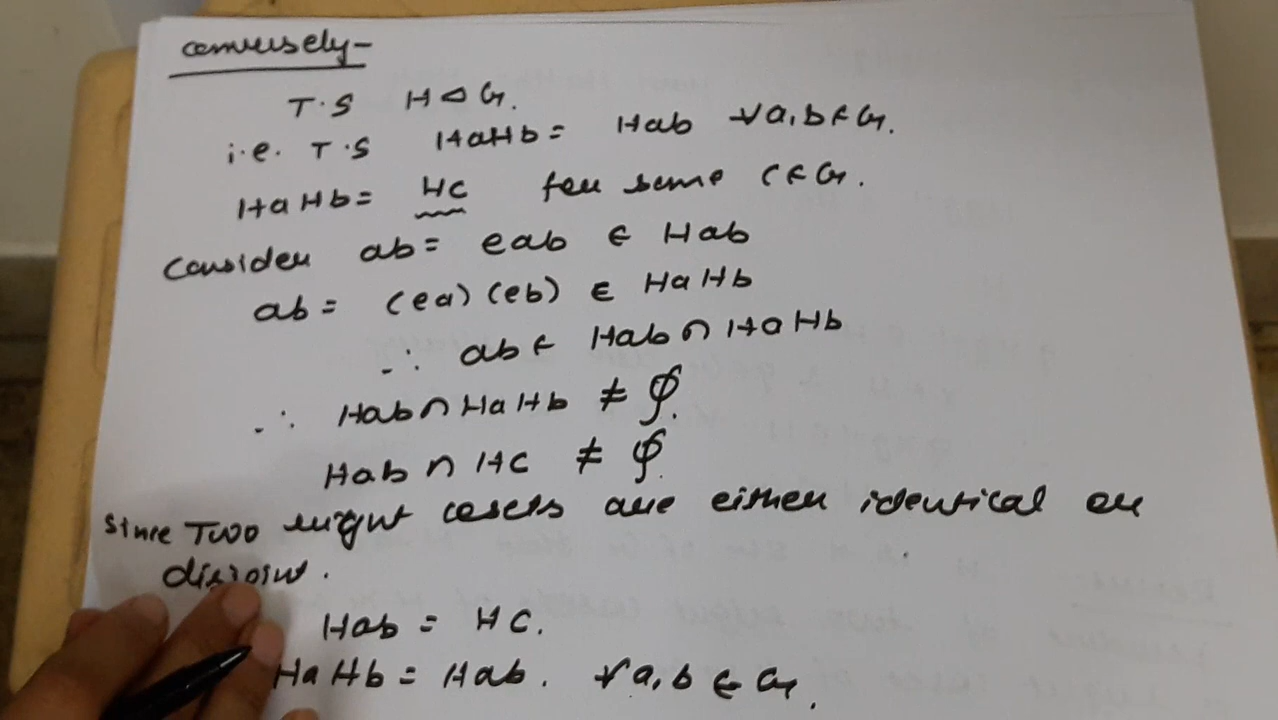 conversely-
T.S H ⊲ G.
i.e. T.S HaHb = Hab ∀a,b∈G.
HaHb = HC for some C∈G.
Consider ab = eab ∈ Hab
ab = (ea) (eb) ∈ HaHb
∴ ab ∈ Hab ∩ HaHb
∴ Hab ∩ HaHb ≠ φ.
Hab ∩ HC ≠ φ.
Since Two right cosets are either identical or
disjoint.
Hab = HC.
HaHb = Hab. ∀a,b ∈ G.